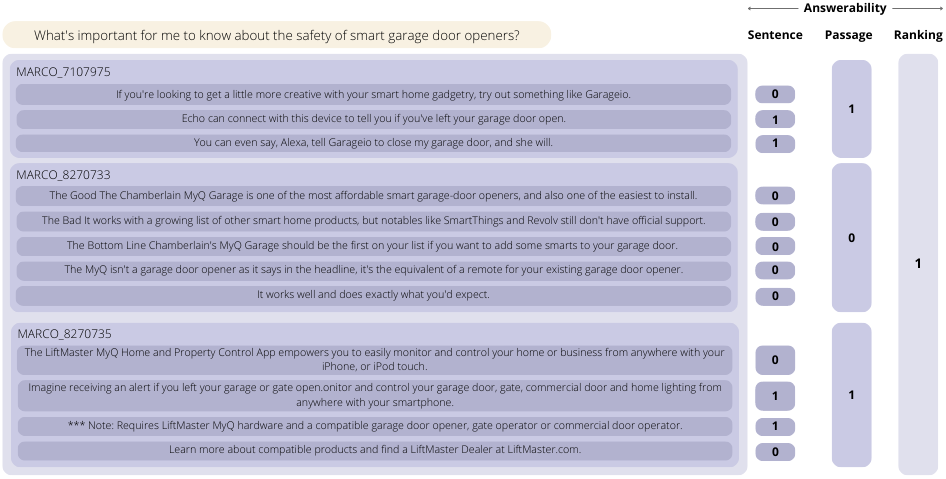 Answerability
What's important for me to know about the safety of smart garage door openers?
Sentence Passage Ranking
MARCO_7107975
If you're looking to get a little more creative with your smart home gadgetry, try out something like Garageio.
0
Echo can connect with this device to tell you if you've left your garage door open.
1
1
You can even say, Alexa, tell Garageio to close my garage door, and she will.
1
MARCO_8270733
The Good The Chamberlain MyQ Garage is one of the most affordable smart garage-door openers, and also one of the easiest to install.
0
The Bad It works with a growing list of other smart home products, but notables like SmartThings and Revolv still don't have official support.
0
The Bottom Line Chamberlain's MyQ Garage should be the first on your list if you want to add some smarts to your garage door.
0
0
The MyQ isn't a garage door opener as it says in the headline, it's the equivalent of a remote for your existing garage door opener.
0
1
It works well and does exactly what you'd expect.
0
MARCO_8270735
The LiftMaster MyQ Home and Property Control App empowers you to easily monitor and control your home or business from anywhere with your
iPhone, or iPod touch.
0
Imagine receiving an alert if you left your garage or gate open.onitor and control your garage door, gate, commercial door and home lighting from
anywhere with your smartphone.
1
1
*** Note: Requires LiftMaster MyQ hardware and a compatible garage door opener, gate operator or commercial door operator.
1
Learn more about compatible products and find a LiftMaster Dealer at LiftMaster.com.
0